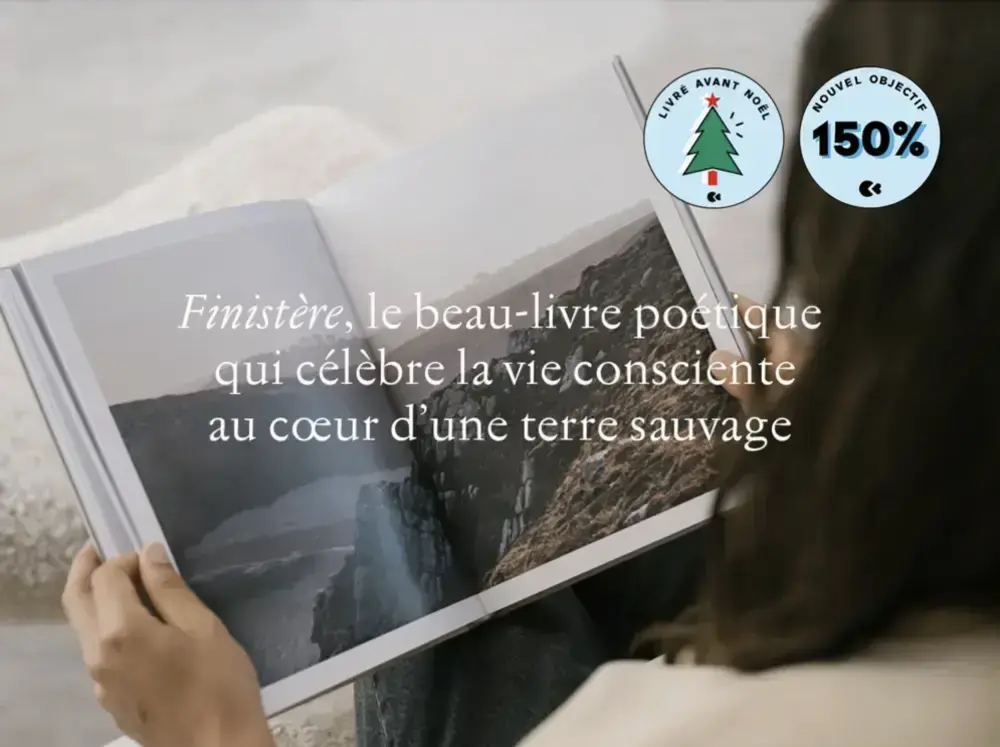 LIVRÉ AVANT NOËL
NOUVEL OBJECTIF
150%
Finistère, le beau-livre poétique
qui célèbre la vie consciente
au cœur d’une terre sauvage